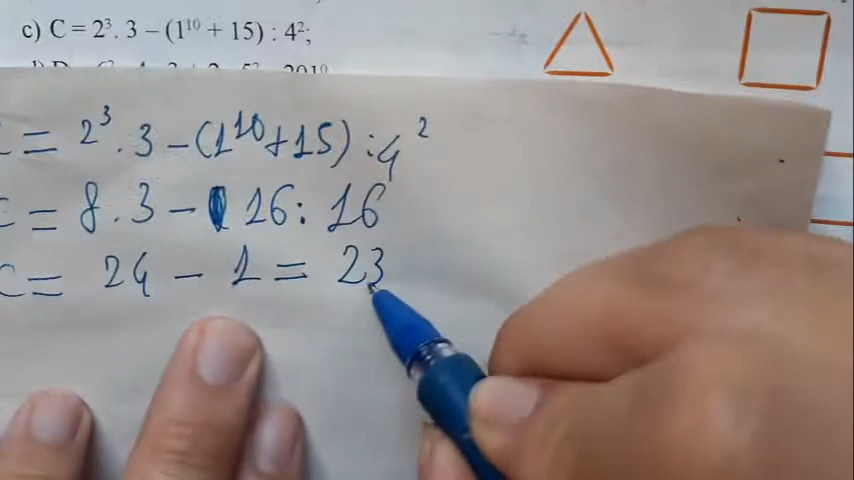 c) C = 2³. 3 – (1¹⁰ + 15) : 4²;
C = 2³ . 3 – (1¹⁰ + 15) : 4²
C = 8 . 3 – 16 : 16
C = 24 – 1 = 23